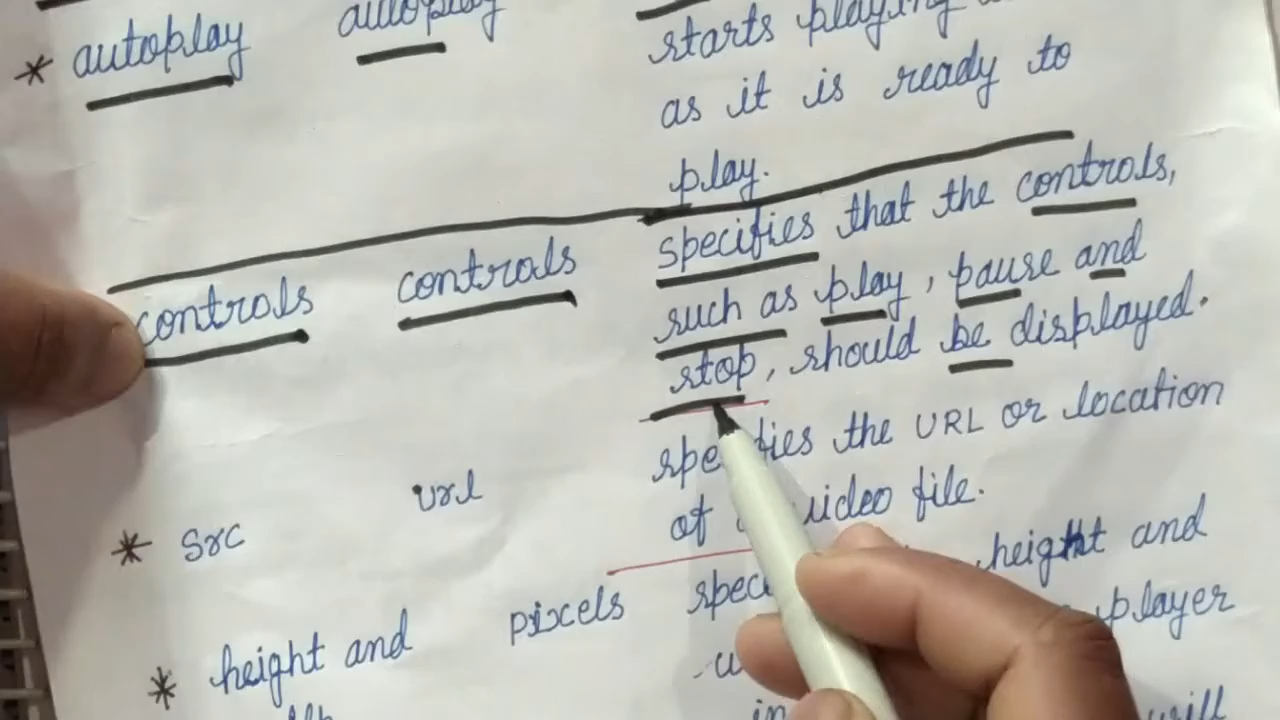 * autoplay autoplay starts playing
as it is ready to
play.
controls controls specifies that the controls,
such as play, pause and
stop, should be displayed.
* src url specifies the URL or location
of video file.
* height and pixels height and
player
in will